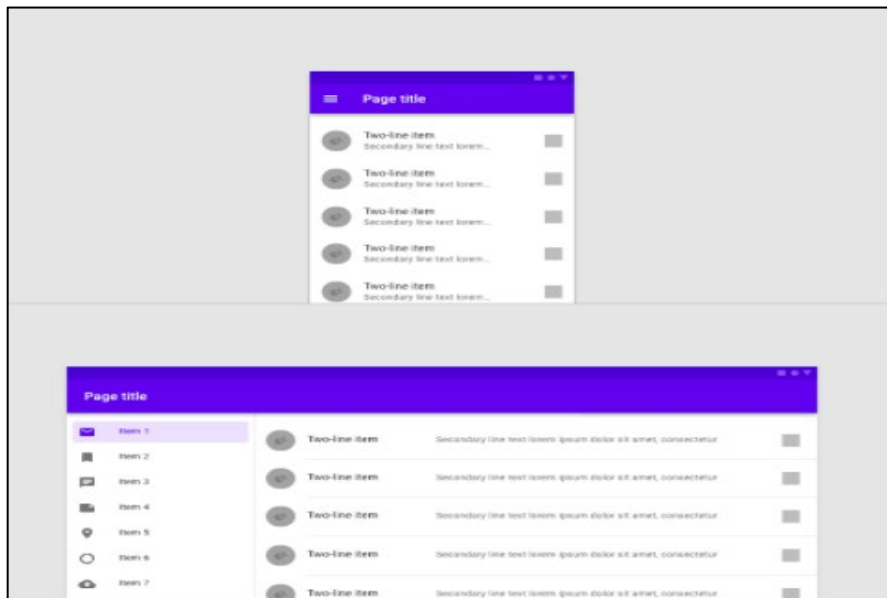 Page title
Two-line item
Secondary line text lorem...
Two-line item
Secondary line text lorem...
Two-line item
Secondary line text lorem...
Two-line item
Secondary line text lorem...
Two-line item
Secondary line text lorem...
Page title
Item 1
Item 2
Item 3
Item 4
Item 5
Item 6
Item 7
Two-line item Secondary line text lorem ipsum dolor sit amet, consectetur
Two-line item Secondary line text lorem ipsum dolor sit amet, consectetur
Two-line item Secondary line text lorem ipsum dolor sit amet, consectetur
Two-line item Secondary line text lorem ipsum dolor sit amet, consectetur
Two-line item Secondary line text lorem ipsum dolor sit amet, consectetur